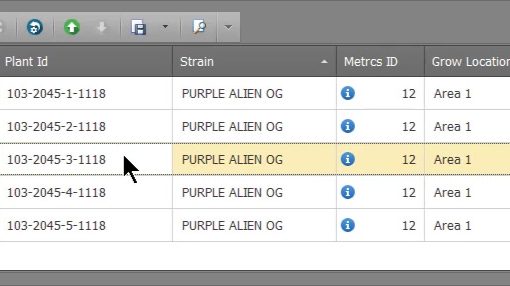 Plant Id Strain Metrcs ID Grow Location
103-2045-1-1118 PURPLE ALIEN OG 12 Area 1
103-2045-2-1118 PURPLE ALIEN OG 12 Area 1
103-2045-3-1118 PURPLE ALIEN OG 12 Area 1
103-2045-4-1118 PURPLE ALIEN OG 12 Area 1
103-2045-5-1118 PURPLE ALIEN OG 12 Area 1